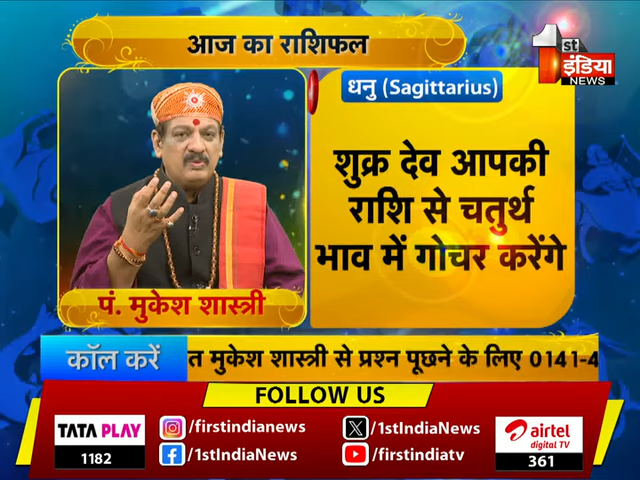 आज का राशिफल
1st
इंडिया
NEWS
धनु (Sagittarius)
शुक्र देव आपकी
राशि से चतुर्थ
भाव में गोचर करेंगे
पं. मुकेश शास्त्री
कॉल करें
त मुकेश शास्त्री से प्रश्न पूछने के लिए 0141-4
FOLLOW US
TATA PLAY
1182
/firstindianews
/1stIndiaNews
/1stIndiaNews
/firstindiatv
airtel
digital TV
361